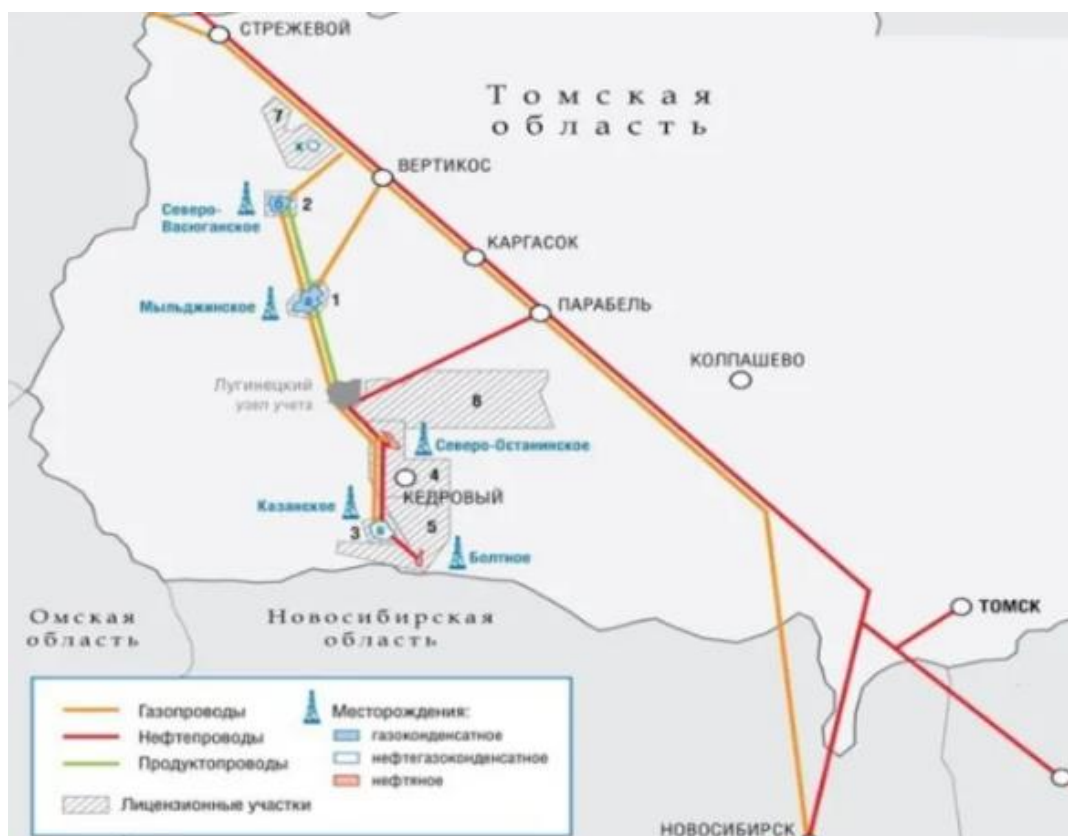 СТРЕЖЕВОЙ
Томская
область
7
х
ВЕРТИКОС
Северо-
Васюганское
2
КАРГАСОК
Мыльджинское
1
ПАРАБЕЛЬ
КОЛПАШЕВО
Лугинецкий
узел учета
8
Северо-Останинское
4
КЕДРОВЫЙ
Казанское
3
5
Болтное
Омская
область
Новосибирская
область
ТОМСК
Газопроводы
Нефтепроводы
Продуктопроводы
Лицензионные участки
Месторождения:
газоконденсатное
нефтегазоконденсатное
нефтяное
НОВОСИБИРСК